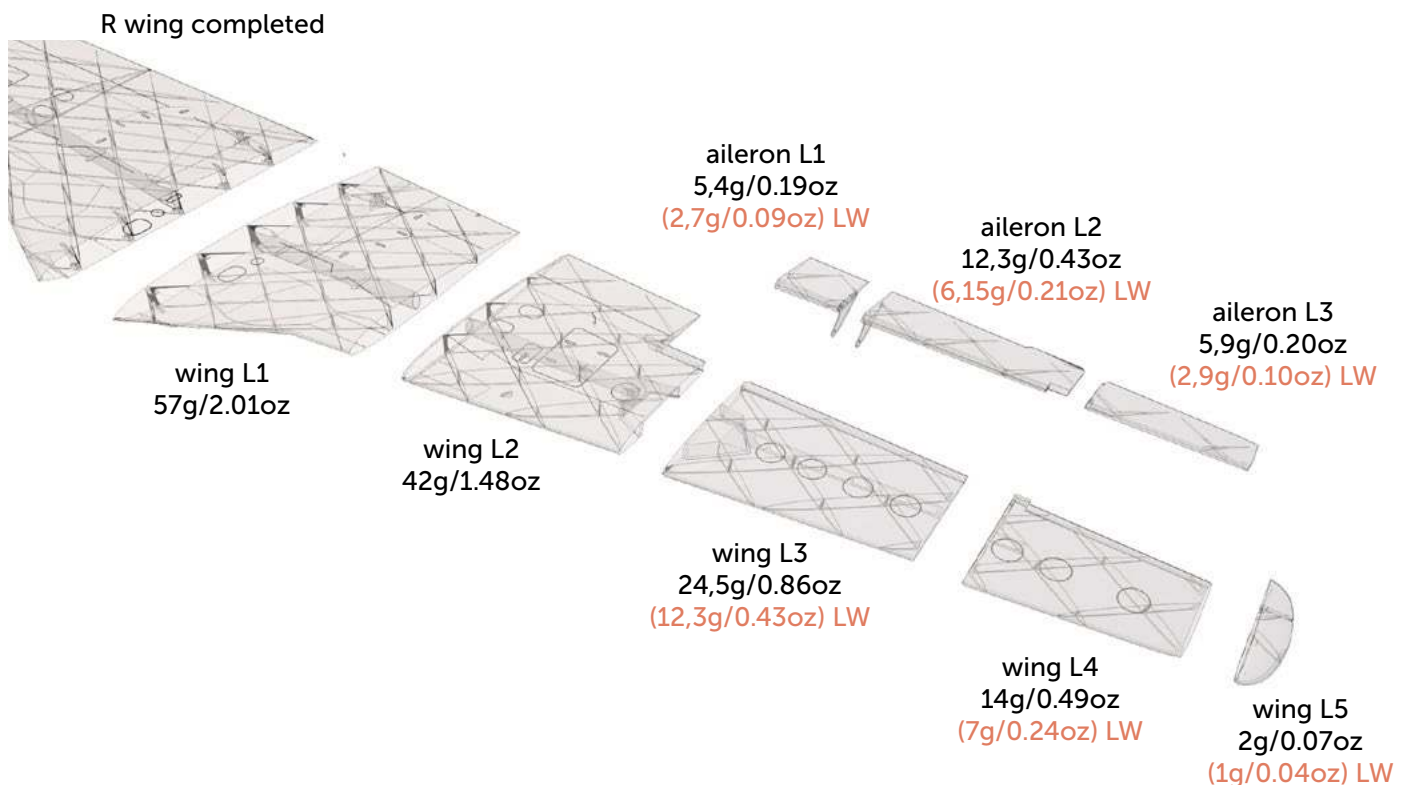 R wing completed
aileron L1
5,4g/0.19oz
(2,7g/0.09oz) LW
aileron L2
12,3g/0.43oz
(6,15g/0.21oz) LW
aileron L3
5,9g/0.20oz
(2,9g/0.10oz) LW
wing L1
57g/2.01oz
wing L2
42g/1.48oz
wing L3
24,5g/0.86oz
(12,3g/0.43oz) LW
wing L4
14g/0.49oz
(7g/0.24oz) LW
wing L5
2g/0.07oz
(1g/0.04oz) LW